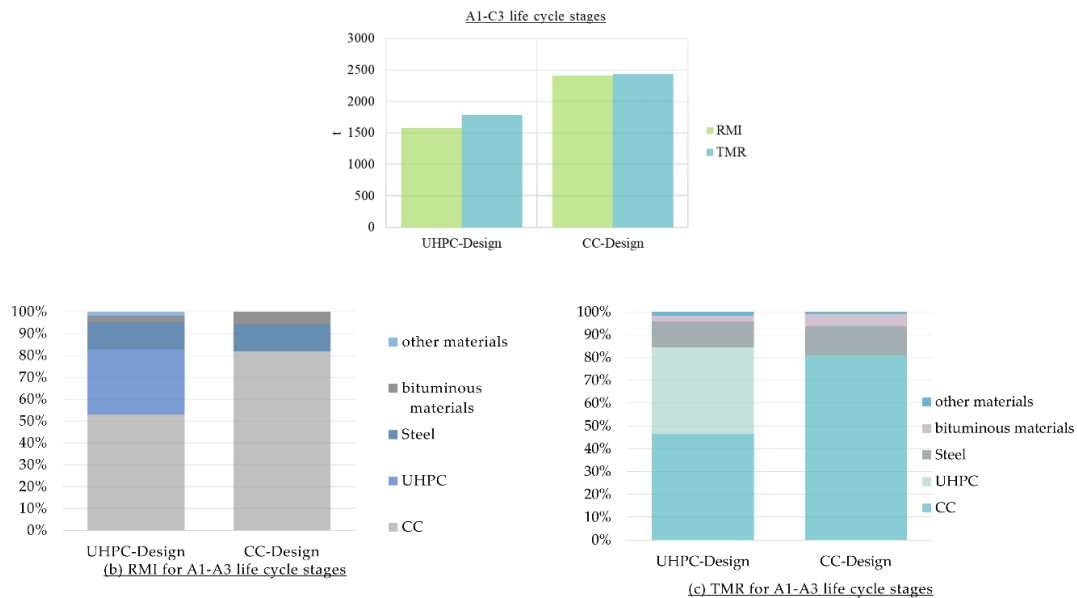 A1-C3 life cycle stages
3000
2500
2000
1500
1000
500
0
t
UHPC-Design
CC-Design
RMI
TMR
100%
90%
80%
70%
60%
50%
40%
30%
20%
10%
0%
UHPC-Design
CC-Design
other materials
bituminous
materials
Steel
UHPC
CC
(b) RMI for A1-A3 life cycle stages
100%
90%
80%
70%
60%
50%
40%
30%
20%
10%
0%
UHPC-Design
CC-Design
other materials
bituminous materials
Steel
UHPC
CC
(c) TMR for A1-A3 life cycle stages